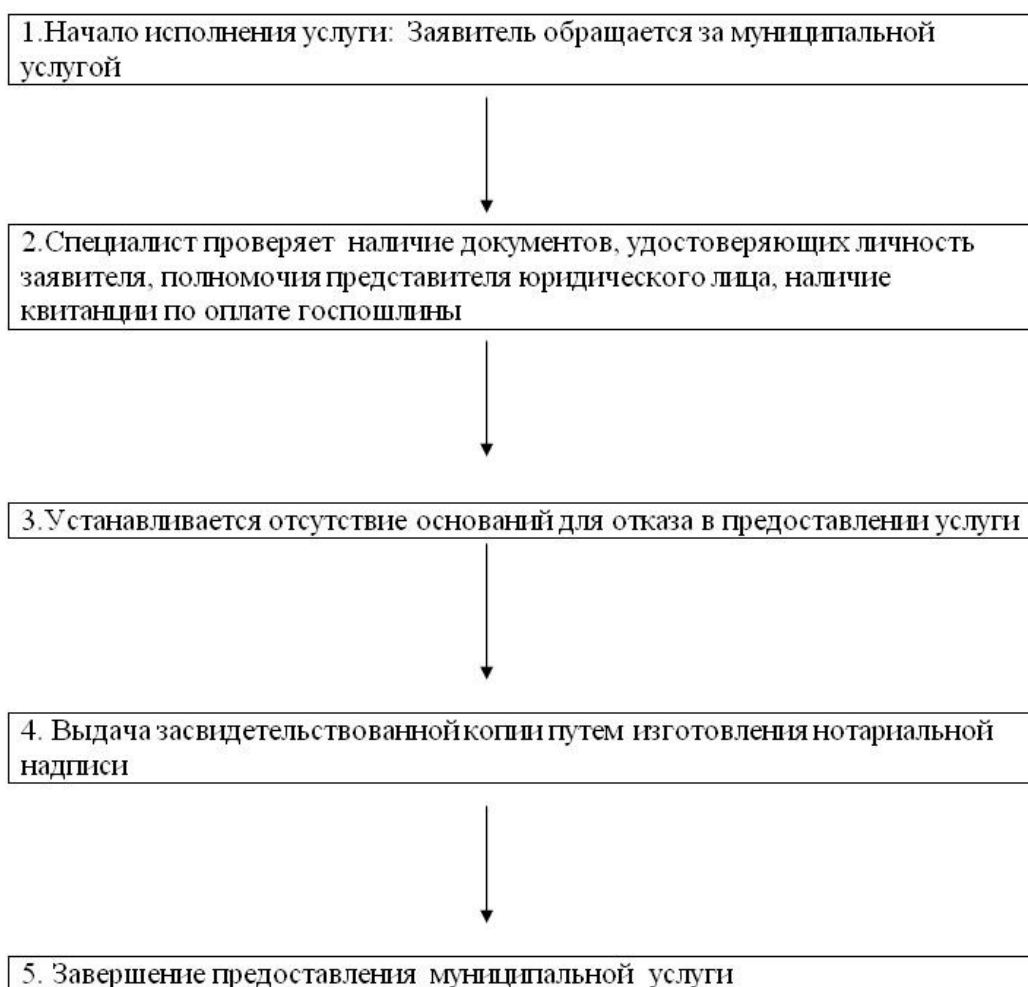 1.Начало исполнения услуги: Заявитель обращается за муниципальной
услугой
2.Специалист проверяет наличие документов, удостоверяющих личность
заявителя, полномочия представителя юридического лица, наличие
квитанции по оплате госпошлины
3.Устанавливается отсутствие оснований для отказа в предоставлении услуги
4. Выдача засвидетельствованной копии путем изготовления нотариальной
надписи
5. Завершение предоставления муниципальной услуги